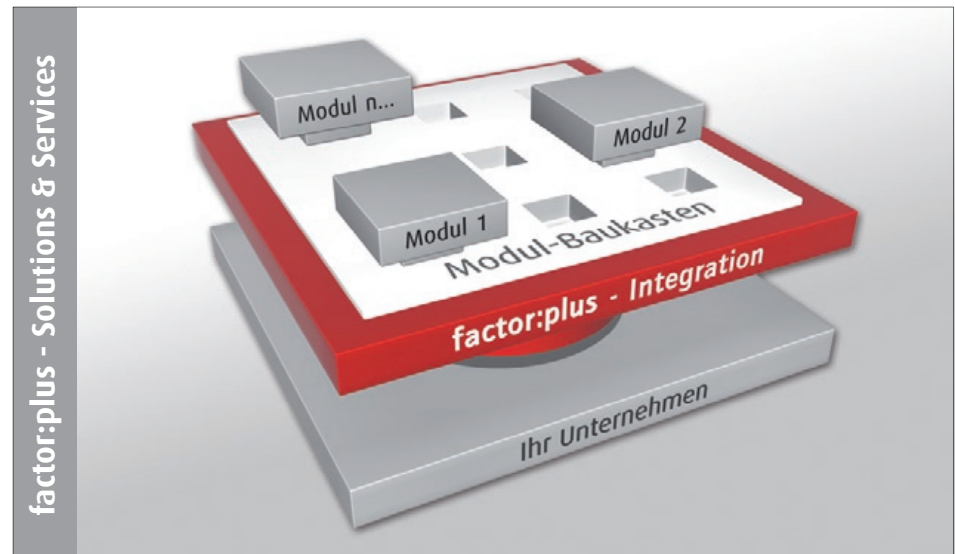 factor:plus - Solutions & Services
Modul n...
Modul 2
Modul 1
Modul-Baukasten
factor:plus - Integration
Ihr Unternehmen